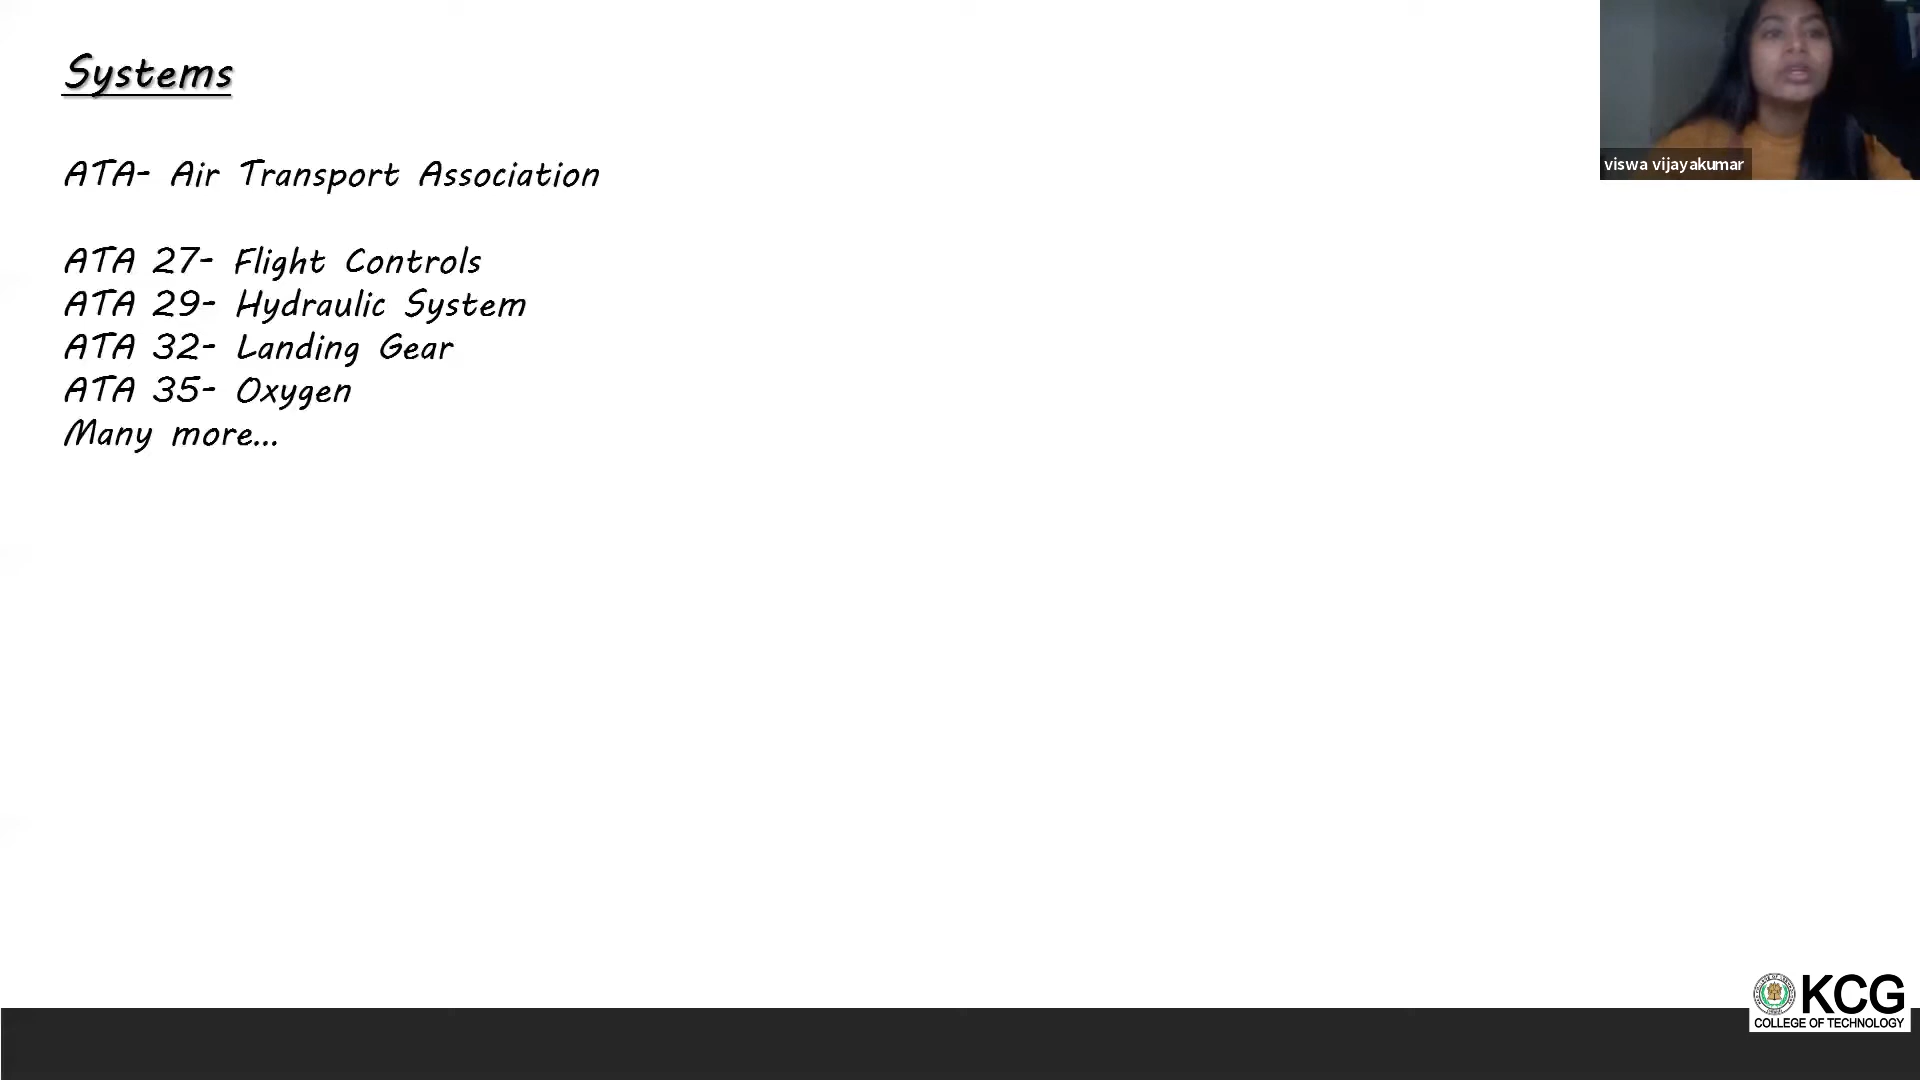 Systems
ATA- Air Transport Association
ATA 27- Flight Controls
ATA 29- Hydraulic System
ATA 32- Landing Gear
ATA 35- Oxygen
Many more...
viswa vijayakumar
KCG
COLLEGE OF TECHNOLOGY